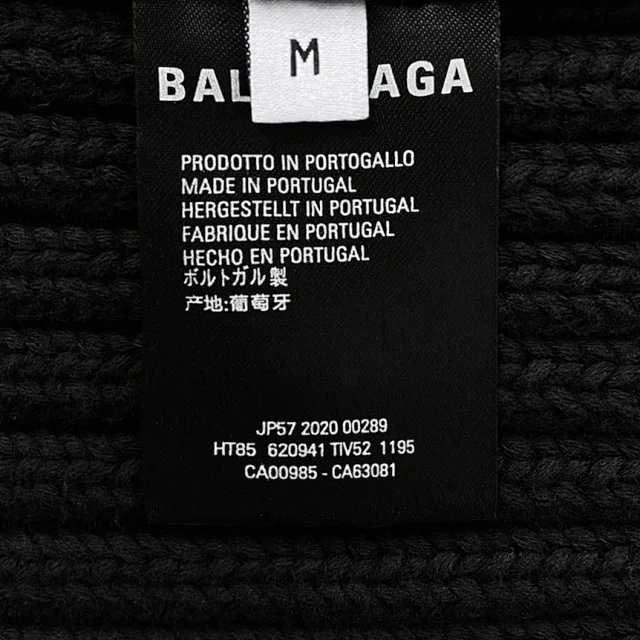 M
BAL AGA
PRODOTTO IN PORTOGALLO
MADE IN PORTUGAL
HERGESTELLT IN PORTUGAL
FABRIQUE EN PORTUGAL
HECHO EN PORTUGAL
ポルトガル製
产地:葡萄牙
JP57 2020 00289
HT85 620941 TIV52 1195
CA00985 - CA63081